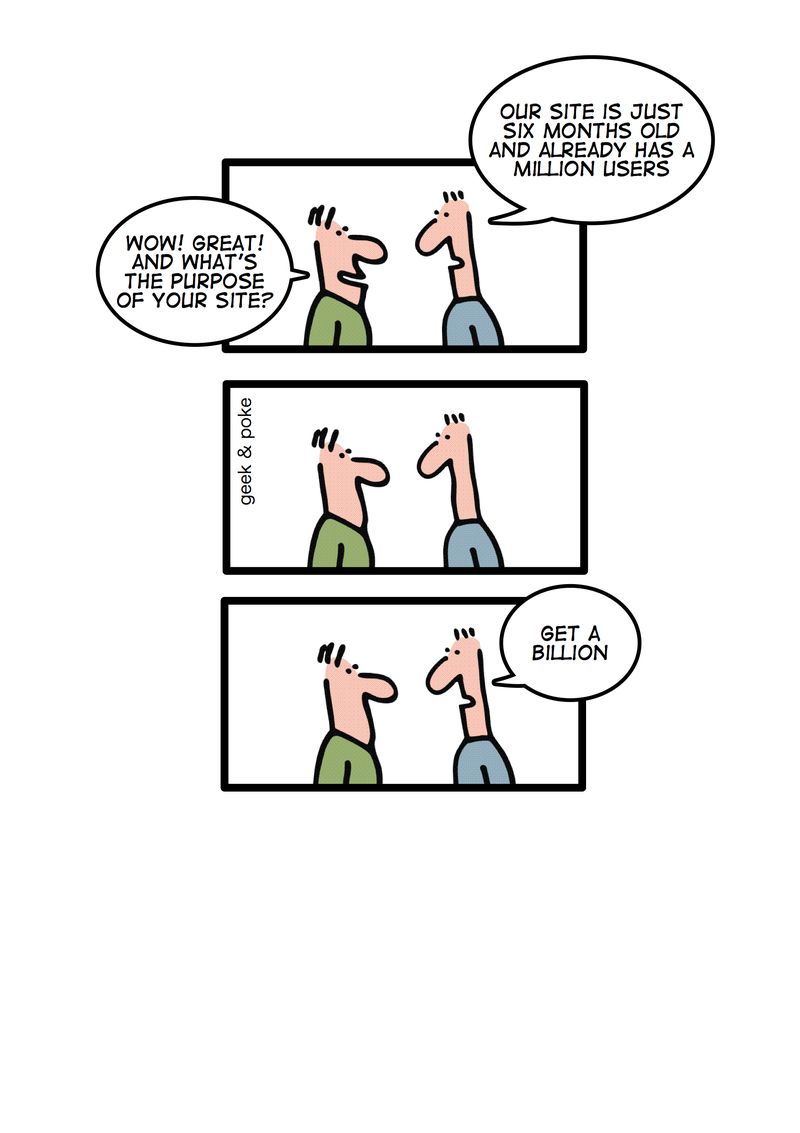 OUR SITE IS JUST
SIX MONTHS OLD
AND ALREADY HAS A
MILLION USERS
WOW! GREAT!
AND WHAT'S
THE PURPOSE
OF YOUR SITE?
geek & poke
GET A
BILLION